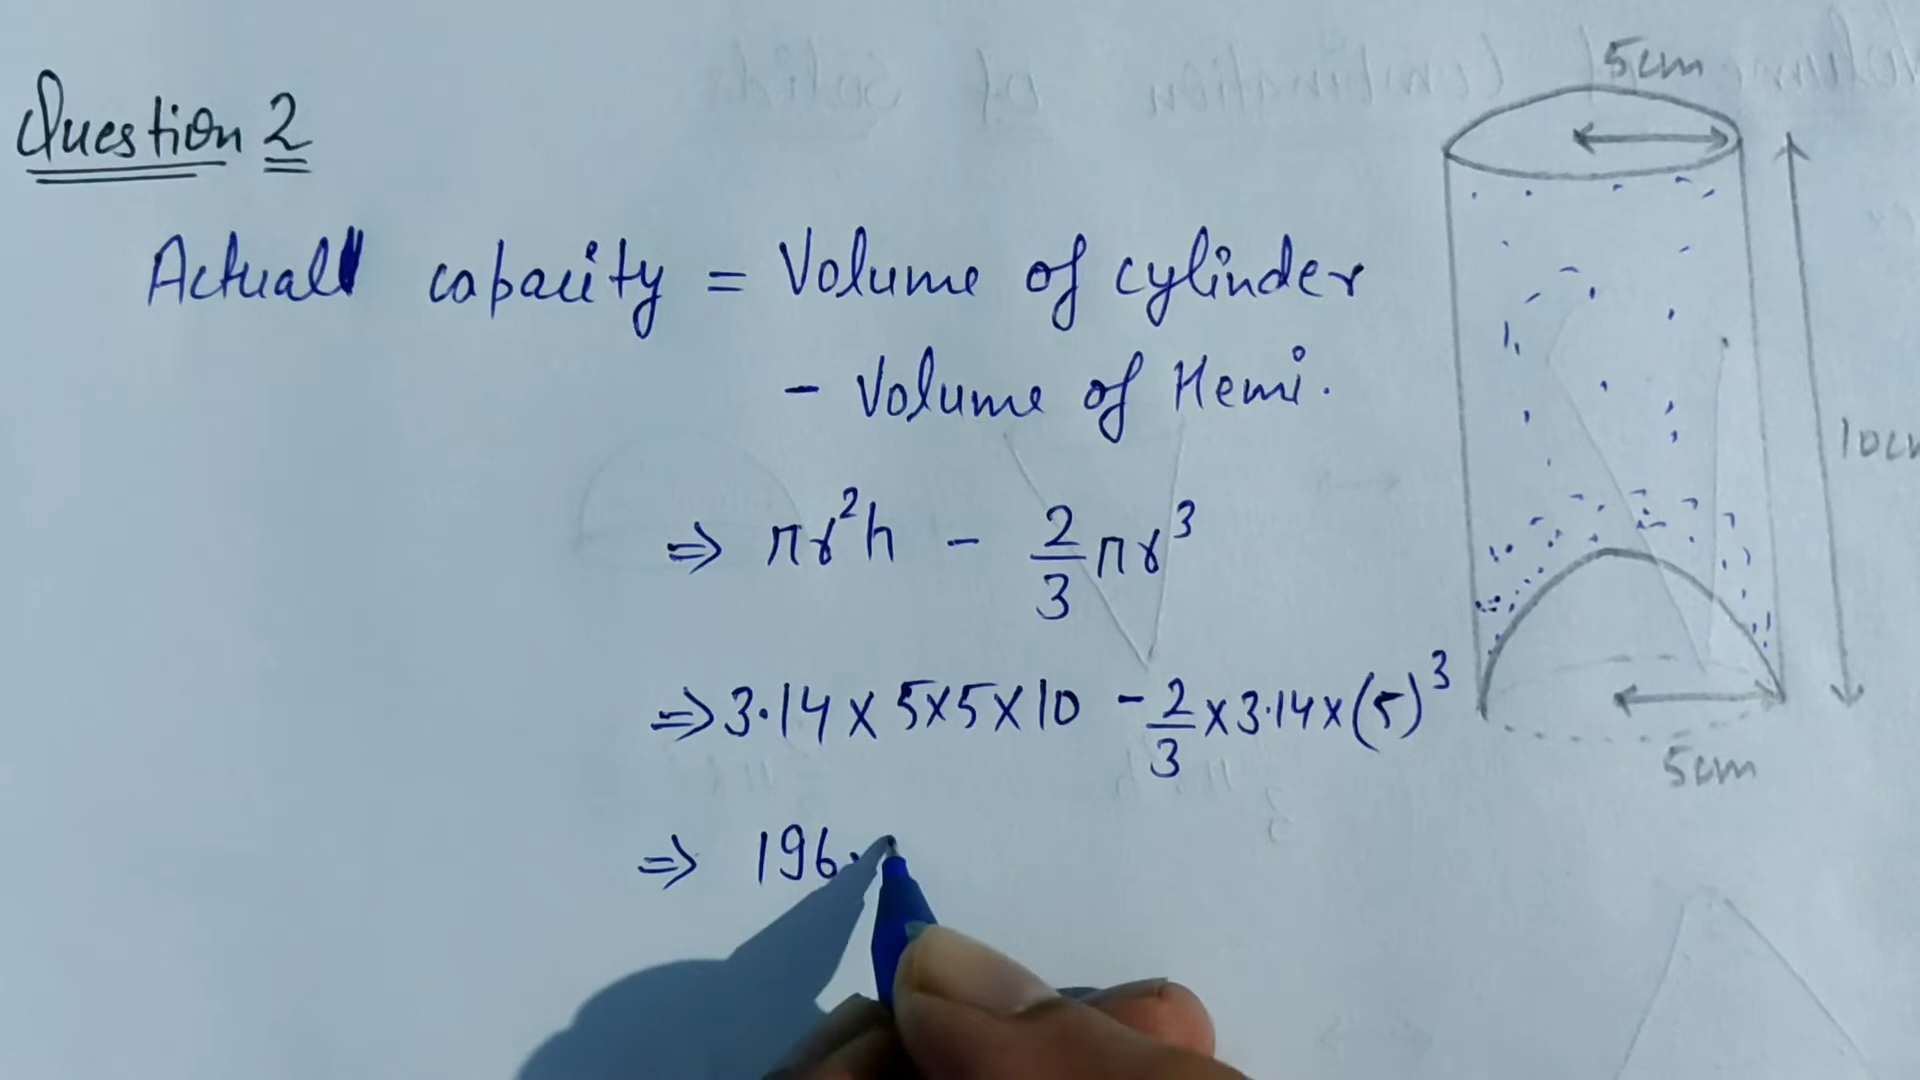 5cm
Question 2
Actual capacity = Volume of cylinder
- Volume of Hemi.
10cm
⇒ πr²h - 2/3 πr³
⇒ 3.14 × 5×5×10 - 2/3 × 3.14 × (5)³
5cm
⇒ 196.